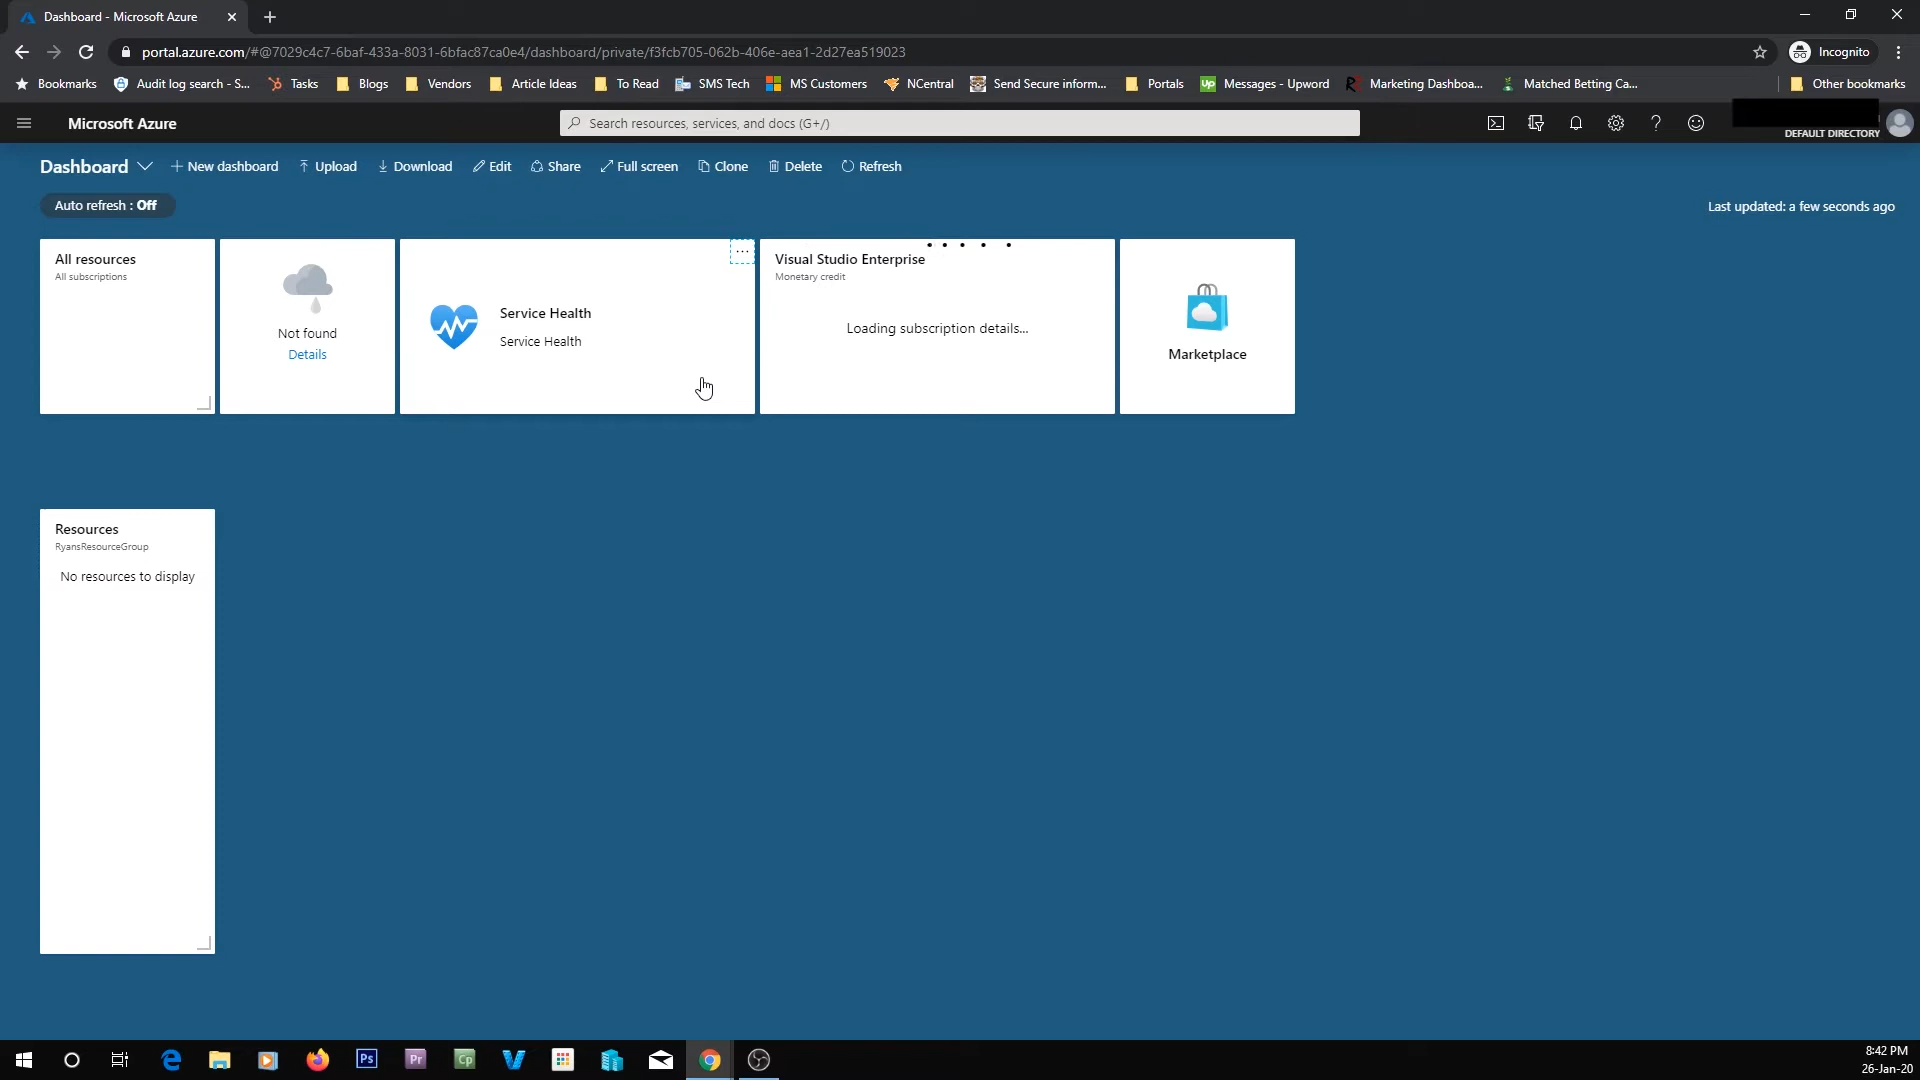 Dashboard - Microsoft Azure
portal.azure.com/#@7029c4c7-6baf-433a-8031-6bfac87ca0e4/dashboard/private/f3fcb705-062b-406e-aea1-2d27ea519023
Incognito
Bookmarks Audit log search - S... Tasks Blogs Vendors Article Ideas To Read SMS Tech MS Customers NCentral Send Secure inform... Portals Up Messages - Upword Marketing Dashboa... Matched Betting Ca... Other bookmarks
Microsoft Azure
Search resources, services, and docs (G+/)
DEFAULT DIRECTORY
Dashboard New dashboard Upload Download Edit Share Full screen Clone Delete Refresh
Auto refresh : Off
Last updated: a few seconds ago
All resources
All subscriptions
Not found
Details
Service Health
Service Health
Visual Studio Enterprise
Monetary credit
Loading subscription details...
Marketplace
Resources
RyansResourceGroup
No resources to display
Ps Pr Cp
8:42 PM
26-Jan-20